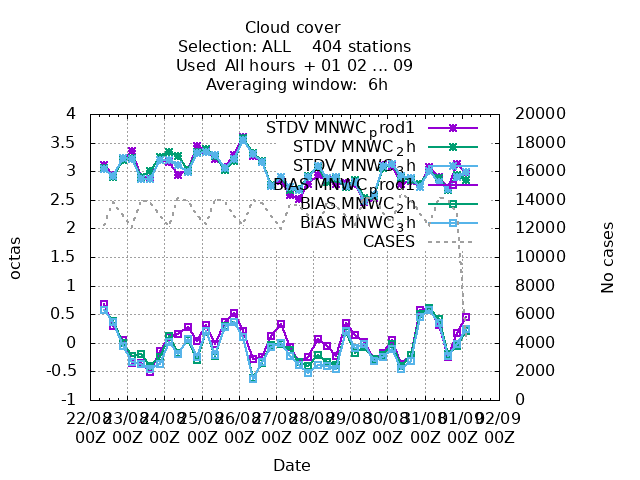 Cloud cover
Selection: ALL 404 stations
Used All hours + 01 02 ... 09
Averaging window: 6h
4 20000
STDV MNWC_prod1
3.5 18000
STDV MNWC_2h
STDV MNWC_3h
3 16000
BIAS MNWC_prod1
2.5 14000
BIAS MNWC_2h
BIAS MNWC_3h
2 12000
CASES
1.5 10000
1 8000
0.5 6000
0 4000
-0.5 2000
-1 0
octas
No cases
22/08 23/08 24/08 25/08 26/08 27/08 28/08 29/08 30/08 31/08 01/09 02/09
00Z 00Z 00Z 00Z 00Z 00Z 00Z 00Z 00Z 00Z 00Z 00Z
Date